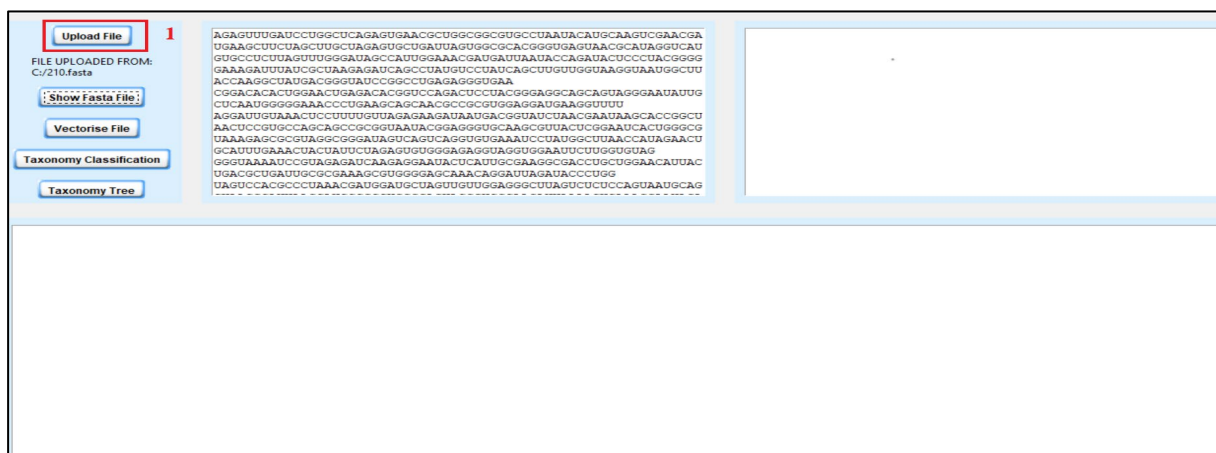 Upload File 1
FILE UPLOADED FROM:
C:/210.fasta
Show Fasta File
Vectorise File
Taxonomy Classification
Taxonomy Tree
AGAGUUUGAUCCUGGCUCAGAGUGAACGCUGGCGGCGUGCCUAAUACAUGCAAGUCGAACGA
UGAAGCUUCUAGCUUGCUAGAGUGCUGAUUAGUGGCGCACGGGUGAGUAACGCAUAGGUCAU
GUGCCUCUUAGUUUGGGAUAGCCAUUGGAAACGAUGAUUAAUACCAGAUACUCCCUACGGGG
GAAAGAUUUAUCGCUAAGAGAUCAGCCUAUGUCCUAUCAGCUUGUUGGUAAGGUAAUGGCUU
ACCAAGGCUAUGACGGGUAUCCGGCCUGAGAGGGUGAA
CGGACACACUGGAACUGAGACACGGUCCAGACUCCUACGGGAGGCAGCAGUAGGGAAUAUUG
CUCAAUGGGGGAAACCCUGAAGCAGCAACGCCGCGUGGAGGAUGAAGGUUUU
AGGAUUGUAAACUCCUUUUGUUAGAGAAGAUAAUGACGGUAUCUAACGAAUAAGCACCGGCU
AACUCCGUGCCAGCAGCCGCGGUAAUACGGAGGGUGCAAGCGUUACUCGGAAUCACUGGGCG
UAAAGAGCGCGUAGGCGGGAUAGUCAGUCAGGUGUGAAAUCCUAUGGCUUAACCAUAGAACU
GCAUUUGAAACUACUAUUCUAGAGUGUGGGAGAGGUAGGUGGAAUUCUUGGUGUAG
GGGUAAAAUCCGUAGAGAUCAAGAGGAAUACUCAUUGCGAAGGCGACCUGCUGGAACAUUAC
UGACGCUGAUUGCGCGAAAGCGUGGGGAGCAAACAGGAUUAGAUACCCUGG
UAGUCCACGCCCUAAACGAUGGAUGCUAGUUGUUGGAGGGCUUAGUCUCUCCAGUAAUGCAG